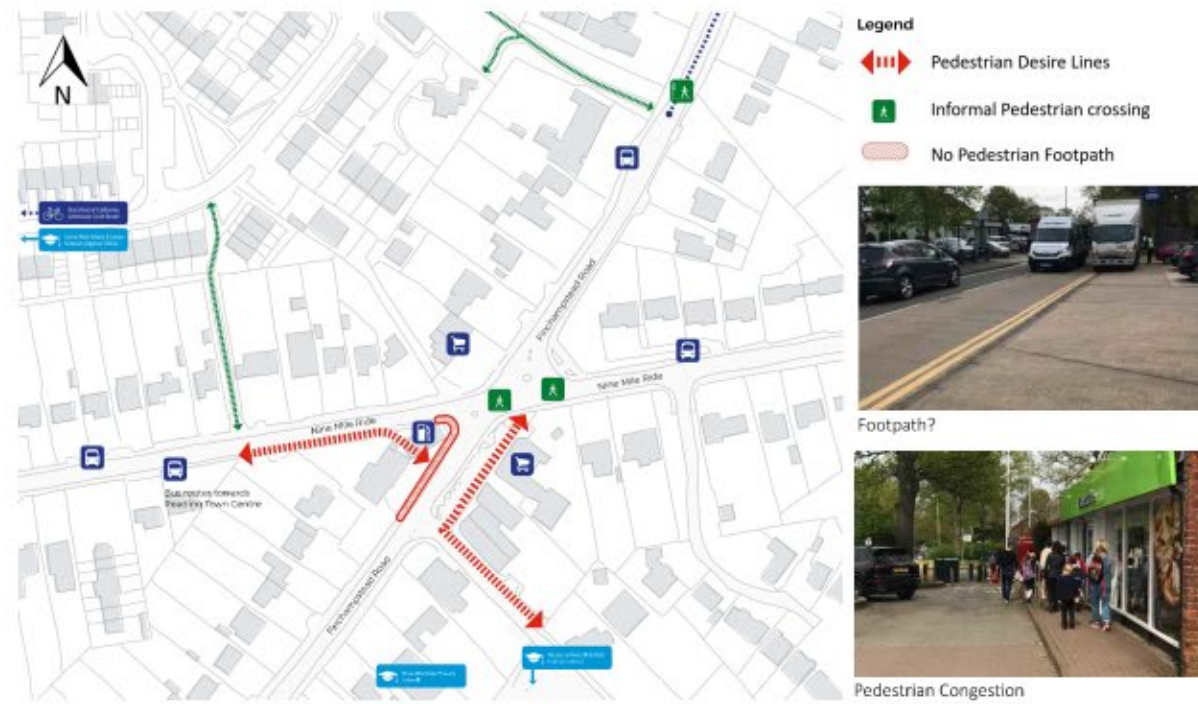 N
Finchampstead Road
Nine Mile Ride
Nine Mile Ride
Bus routes towards
Reading Town Centre
Finchampstead Road
Legend
Pedestrian Desire Lines
Informal Pedestrian crossing
No Pedestrian Footpath
Footpath?
Pedestrian Congestion